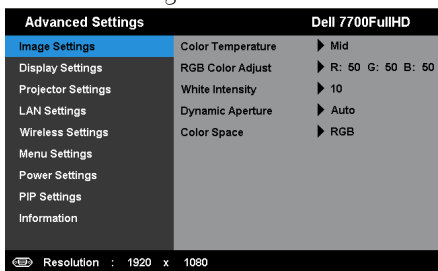 Advanced Settings Dell 7700FullHD
Image Settings Color Temperature Mid
Display Settings RGB Color Adjust R: 50 G: 50 B: 50
Projector Settings White Intensity 10
LAN Settings Dynamic Aperture Auto
Wireless Settings Color Space RGB
Menu Settings
Power Settings
PIP Settings
Information
Resolution : 1920 x 1080